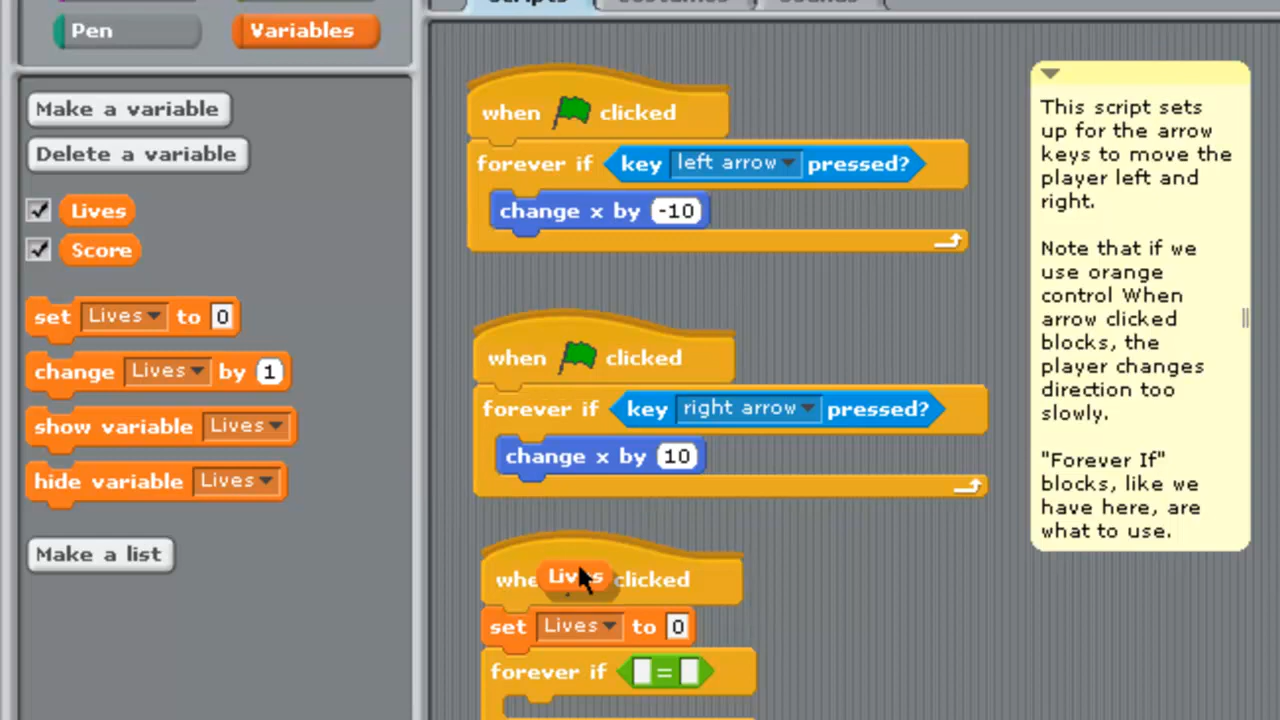 Scripts
Costumes
Sounds
Pen
Variables
Make a variable
Delete a variable
Lives
Score
set Lives to 0
change Lives by 1
show variable Lives
hide variable Lives
Make a list
when clicked
forever if key left arrow pressed?
change x by -10
when clicked
forever if key right arrow pressed?
change x by 10
Lives
clicked
set Lives to 0
forever if =
This script sets
up for the arrow
keys to move the
player left and
right.
Note that if we
use orange
control When
arrow clicked
blocks, the
player changes
direction too
slowly.
"Forever If"
blocks, like we
have here, are
what to use.